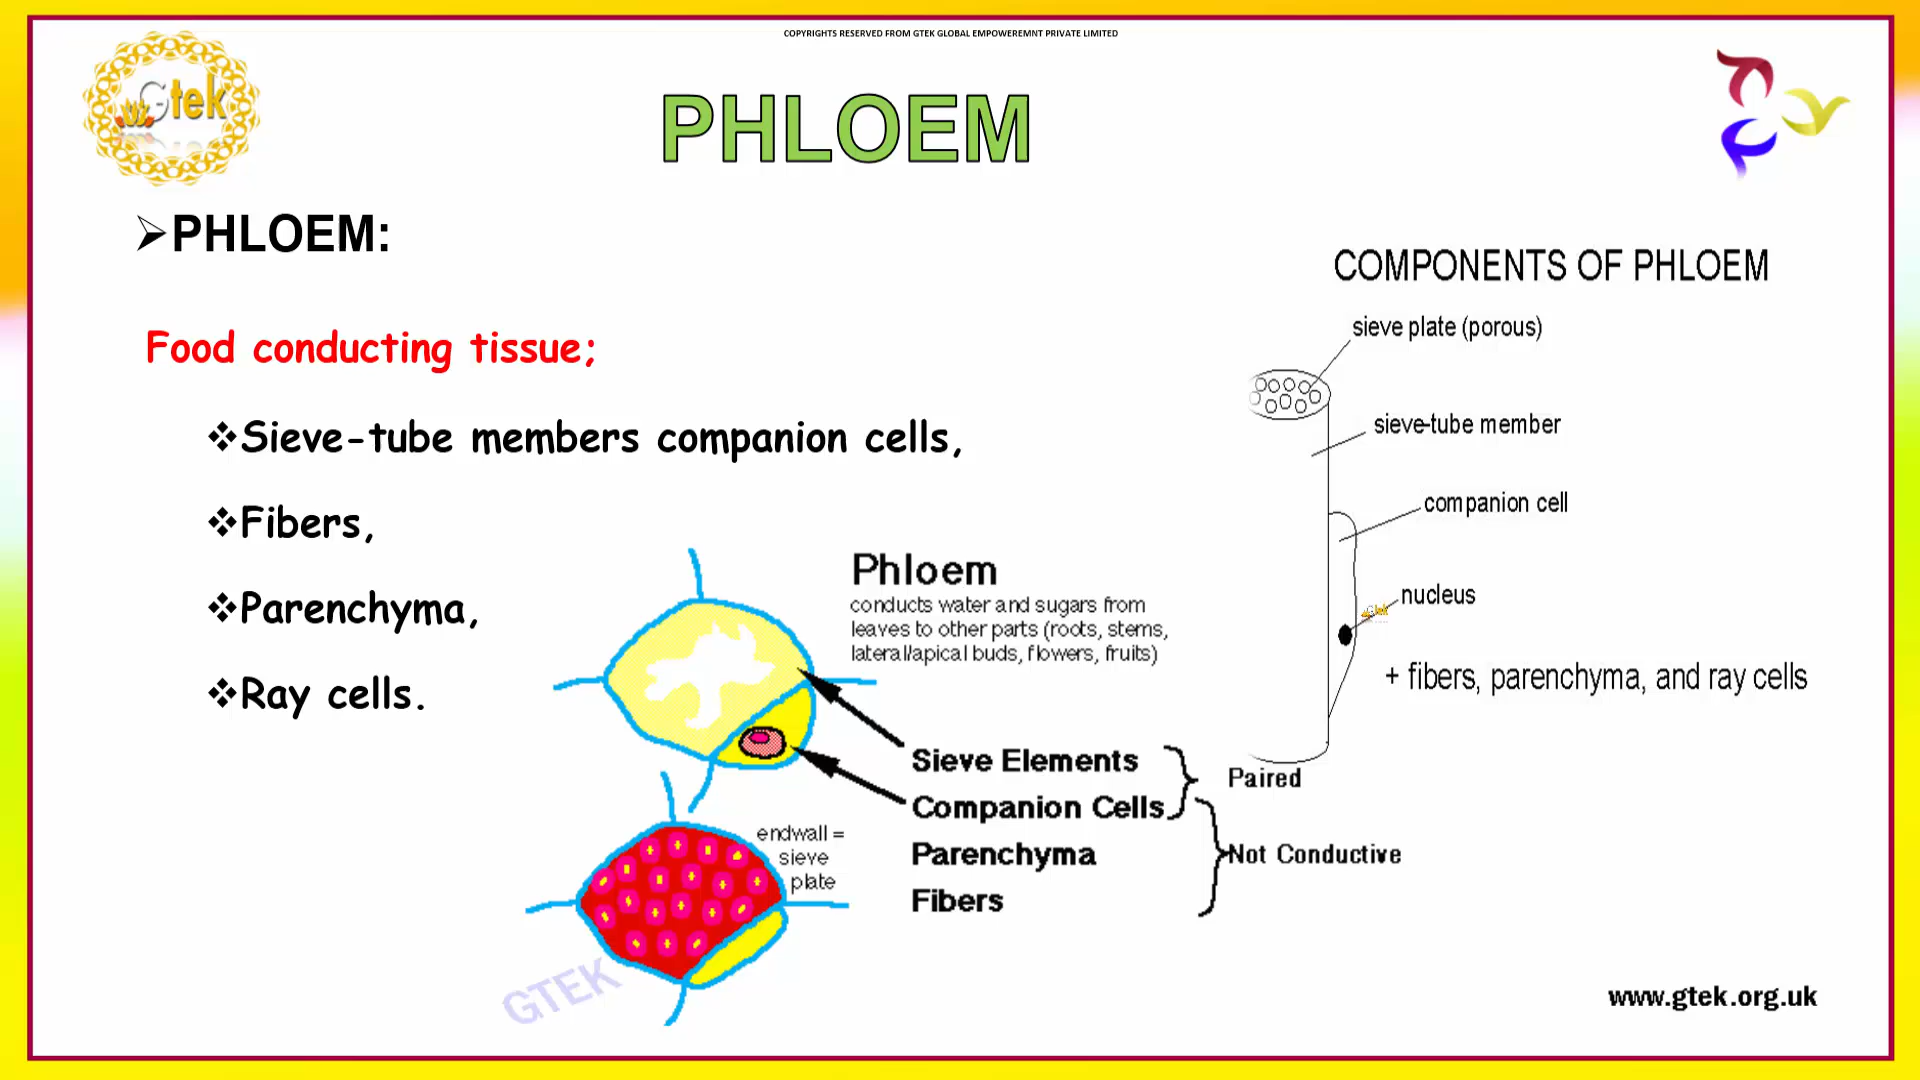 COPYRIGHTS RESERVED FROM GTEK GLOBAL EMPOWEREMNT PRIVATE LIMITED
Gtek
PHLOEM
PHLOEM:
Food conducting tissue;
Sieve-tube members companion cells,
Fibers,
Parenchyma,
Ray cells.
COMPONENTS OF PHLOEM
sieve plate (porous)
sieve-tube member
companion cell
nucleus
Gtek
+ fibers, parenchyma, and ray cells
Phloem
conducts water and sugars from
leaves to other parts (roots, stems,
lateral/apical buds, flowers, fruits)
Sieve Elements
Companion Cells
Parenchyma
Fibers
Paired
Not Conductive
endwall =
sieve
plate
GTEK
www.gtek.org.uk